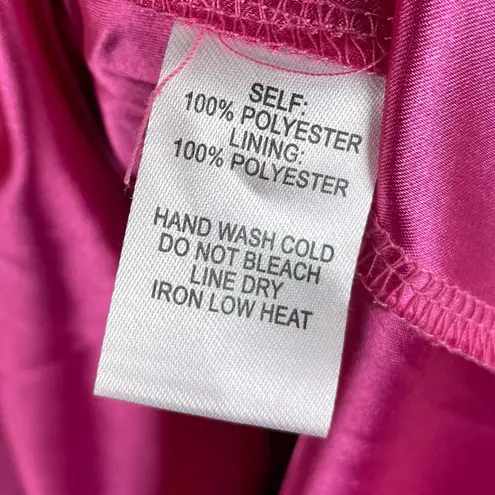 SELF:
100% POLYESTER
LINING:
100% POLYESTER
HAND WASH COLD
DO NOT BLEACH
LINE DRY
IRON LOW HEAT